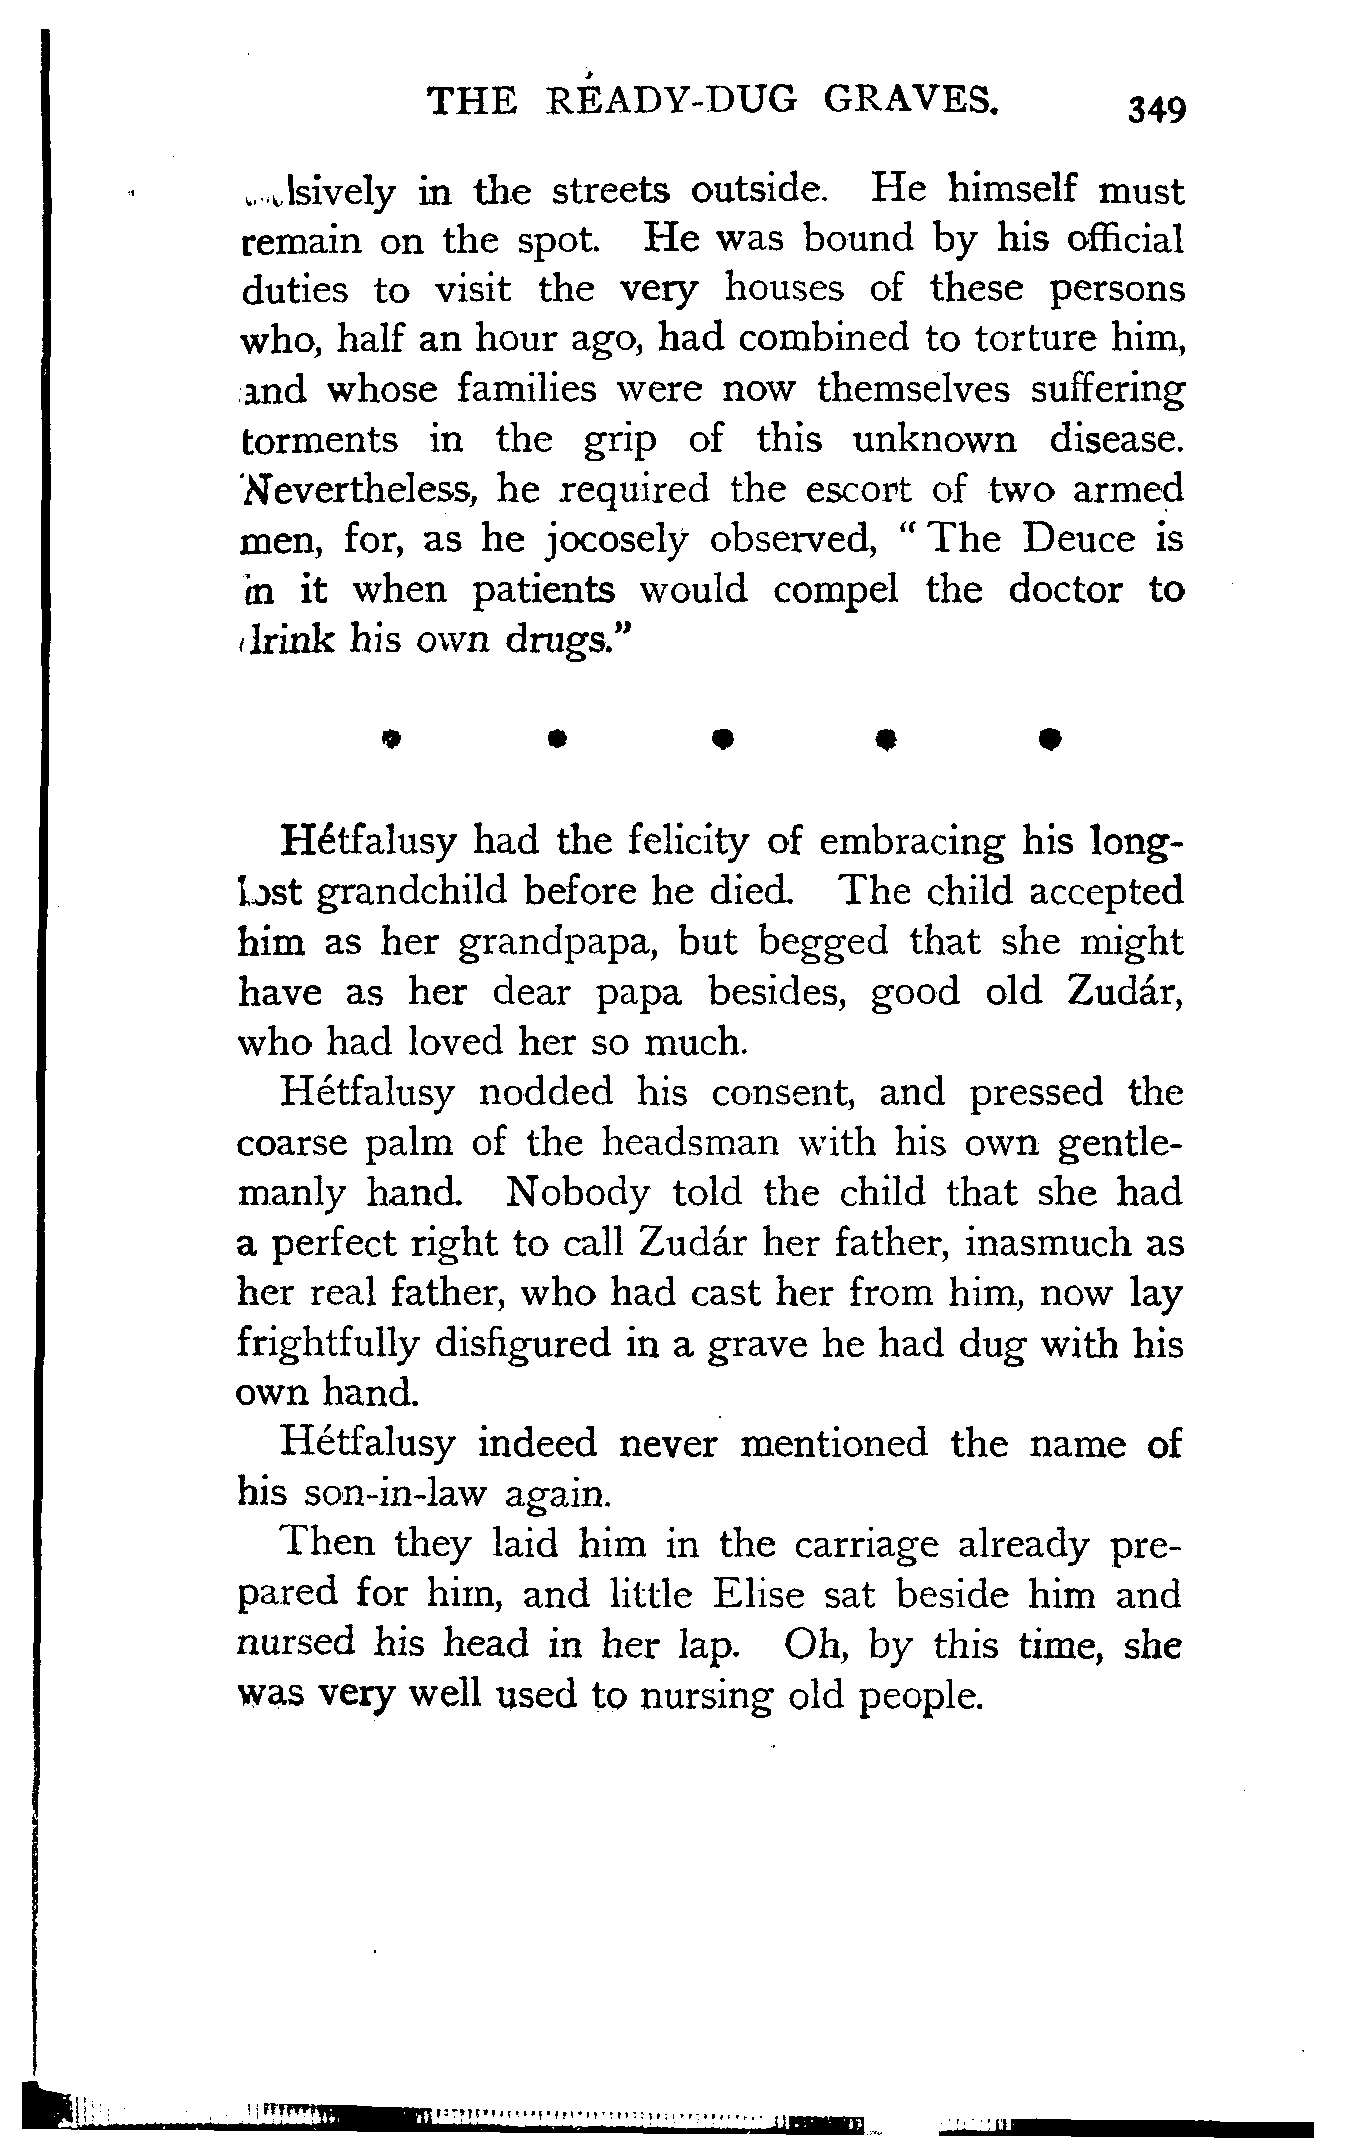 THE READY-DUG GRAVES. 349
lsively in the streets outside. He himself must
remain on the spot. He was bound by his official
duties to visit the very houses of these persons
who, half an hour ago, had combined to torture him,
and whose families were now themselves suffering
torments in the grip of this unknown disease.
Nevertheless, he required the escort of two armed
men, for, as he jocosely observed, “ The Deuce is
in it when patients would compel the doctor to
drink his own drugs.”
• • • • •
Hétfalusy had the felicity of embracing his long-
lost grandchild before he died. The child accepted
him as her grandpapa, but begged that she might
have as her dear papa besides, good old Zudár,
who had loved her so much.
Hétfalusy nodded his consent, and pressed the
coarse palm of the headsman with his own gentle-
manly hand. Nobody told the child that she had
a perfect right to call Zudár her father, inasmuch as
her real father, who had cast her from him, now lay
frightfully disfigured in a grave he had dug with his
own hand.
Hétfalusy indeed never mentioned the name of
his son-in-law again.
Then they laid him in the carriage already pre-
pared for him, and little Elise sat beside him and
nursed his head in her lap. Oh, by this time, she
was very well used to nursing old people.